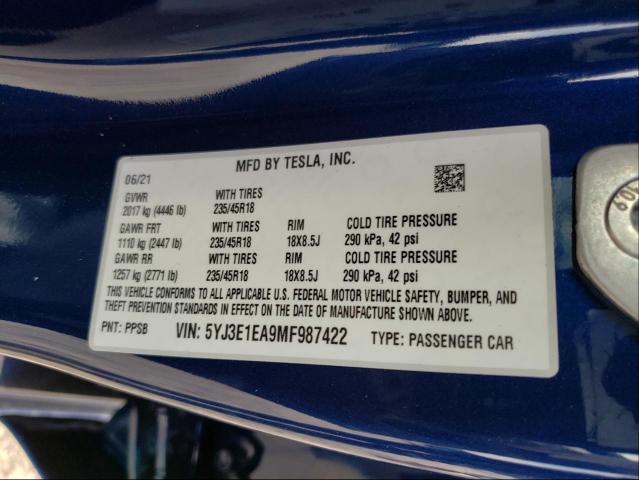 MFD BY TESLA, INC.
06/21
GVWR WITH TIRES
2017 kg (4446 lb) 235/45R18
GAWR FRT WITH TIRES RIM COLD TIRE PRESSURE
1110 kg (2447 lb) 235/45R18 18X8.5J 290 kPa, 42 psi
GAWR RR WITH TIRES RIM COLD TIRE PRESSURE
1257 kg (2771 lb) 235/45R18 18X8.5J 290 kPa, 42 psi
THIS VEHICLE CONFORMS TO ALL APPLICABLE U.S. FEDERAL MOTOR VEHICLE SAFETY, BUMPER, AND
THEFT PREVENTION STANDARDS IN EFFECT ON THE DATE OF MANUFACTURE SHOWN ABOVE.
PNT: PPSB VIN: 5YJ3E1EA9MF987422 TYPE: PASSENGER CAR